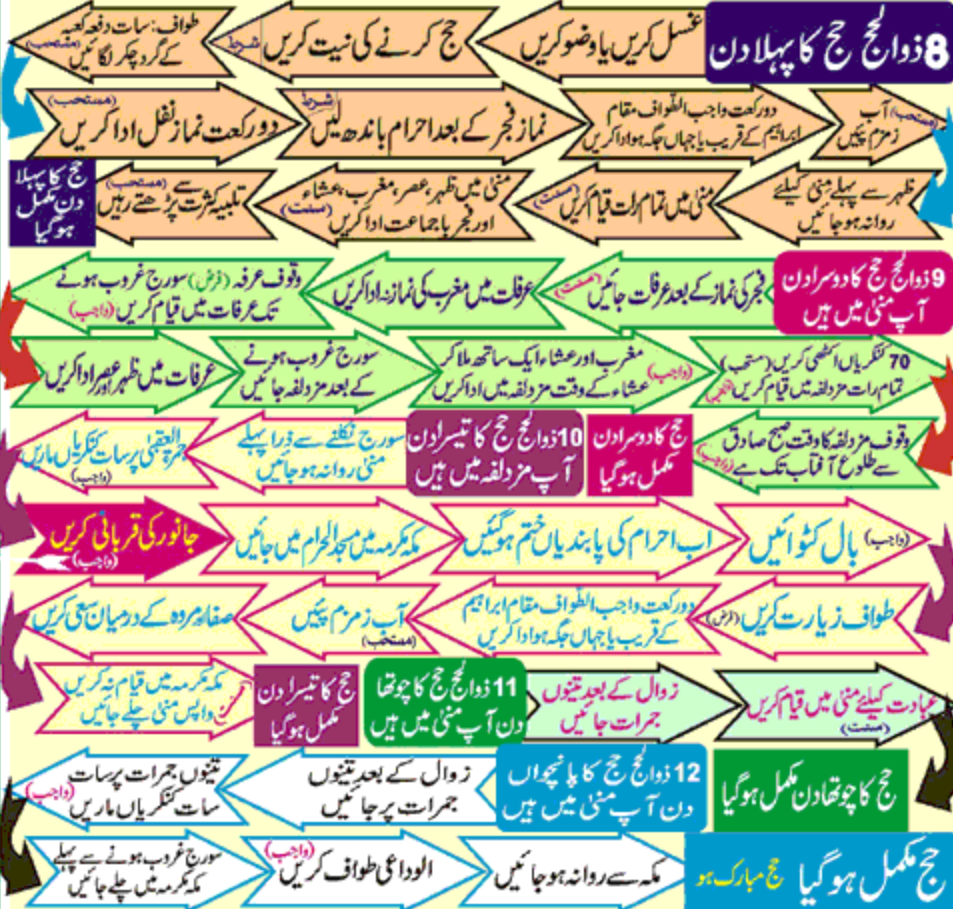 8 ذوالحج حج کا پہلا دن
غسل کریں یا وضو کریں
حج کرنے کی نیت کریں
شرط
طواف: سات دفعہ کعبہ
کے گرد چکر لگائیں
(مستحب)
دو رکعت نماز نفل ادا کریں
(مستحب)
نماز فجر کے بعد احرام باندھ لیں
شرط
دو رکعت واجب الطواف مقام
ابراہیم کے قریب یا جہاں جگہ ہو ادا کریں
(مستحب) آب
زمزم پئیں
ظہر سے پہلے منیٰ کیلئے
روانہ ہو جائیں
منیٰ میں تمام رات قیام کریں
(سنت)
منیٰ میں ظہر، عصر، مغرب، عشاء
اور فجر با جماعت ادا کریں
(سنت)
تلبیہ کثرت سے پڑھتے رہیں
(مستحب)
حج کا پہلا
دن مکمل
ہو گیا
9 ذوالحج حج کا دوسرا دن
آپ منیٰ میں ہیں
فجر کی نماز کے بعد عرفات جائیں
(سنت)
عرفات میں مغرب کی نماز نہ ادا کریں
وقوف عرفہ (فرض) سورج غروب ہونے
تک عرفات میں قیام کریں (واجب)
عرفات میں ظہر اور عصر ادا کریں
سورج غروب ہونے
کے بعد مزدلفہ جائیں
مغرب اور عشاء ایک ساتھ ملا کر
عشاء کے وقت مزدلفہ میں ادا کریں
(واجب)
70 کنکریاں اکٹھی کریں (مستحب)
تمام رات مزدلفہ میں قیام کریں
وقوف مزدلفہ کا وقت صبح صادق
سے طلوع آفتاب تک ہے (واجب)
حج کا دوسرا دن
مکمل ہو گیا
10 ذوالحج حج کا تیسرا دن
آپ مزدلفہ میں ہیں
سورج نکلنے سے ذرا پہلے
منیٰ روانہ ہو جائیں
جمرۃ العقبیٰ پر سات کنکریاں ماریں
(واجب)
جانور کی قربانی کریں
(واجب)
مکہ مکرمہ میں مسجد الحرام میں جائیں
اب احرام کی پابندیاں ختم ہو گئیں
بال کٹوائیں (واجب)
طواف زیارت کریں (فرض)
دو رکعت واجب الطواف مقام ابراہیم
کے قریب یا جہاں جگہ ہو ادا کریں
آب زمزم پئیں
(مستحب)
صفا و مروہ کے درمیان سعی کریں
مکہ مکرمہ میں قیام نہ کریں
واپس منیٰ چلے جائیں
حج کا تیسرا دن
مکمل ہو گیا
11 ذوالحج حج کا چوتھا
دن آپ منیٰ میں ہیں
زوال کے بعد تینوں
جمرات جائیں
عبادت کیلئے منیٰ میں قیام کریں
(سنت)
حج کا چوتھا دن مکمل ہو گیا
12 ذوالحج حج کا پانچواں
دن آپ منیٰ میں ہیں
زوال کے بعد تینوں
جمرات پر جائیں
تینوں جمرات پر سات
سات کنکریاں ماریں
(واجب)
سورج غروب ہونے سے پہلے
مکہ مکرمہ میں چلے جائیں
الوداعی طواف کریں
(واجب)
مکہ سے روانہ ہو جائیں
حج مکمل ہو گیا حج مبارک ہو